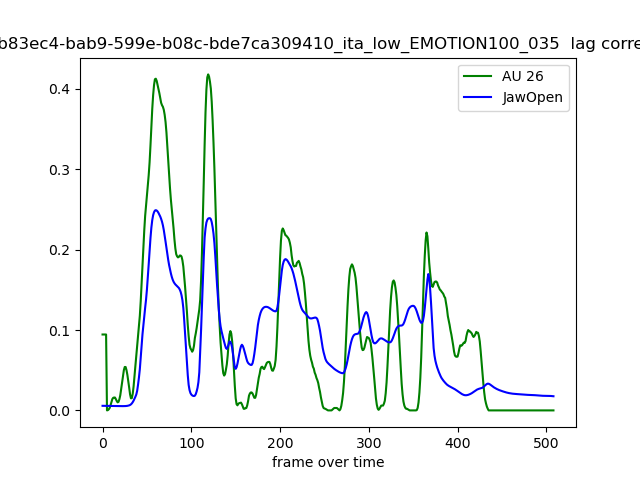 b83ec4-bab9-599e-b08c-bde7ca309410_ita_low_EMOTION100_035 lag corre
AU 26
JawOpen
0.4
0.3
0.2
0.1
0.0
0 100 200 300 400 500
frame over time